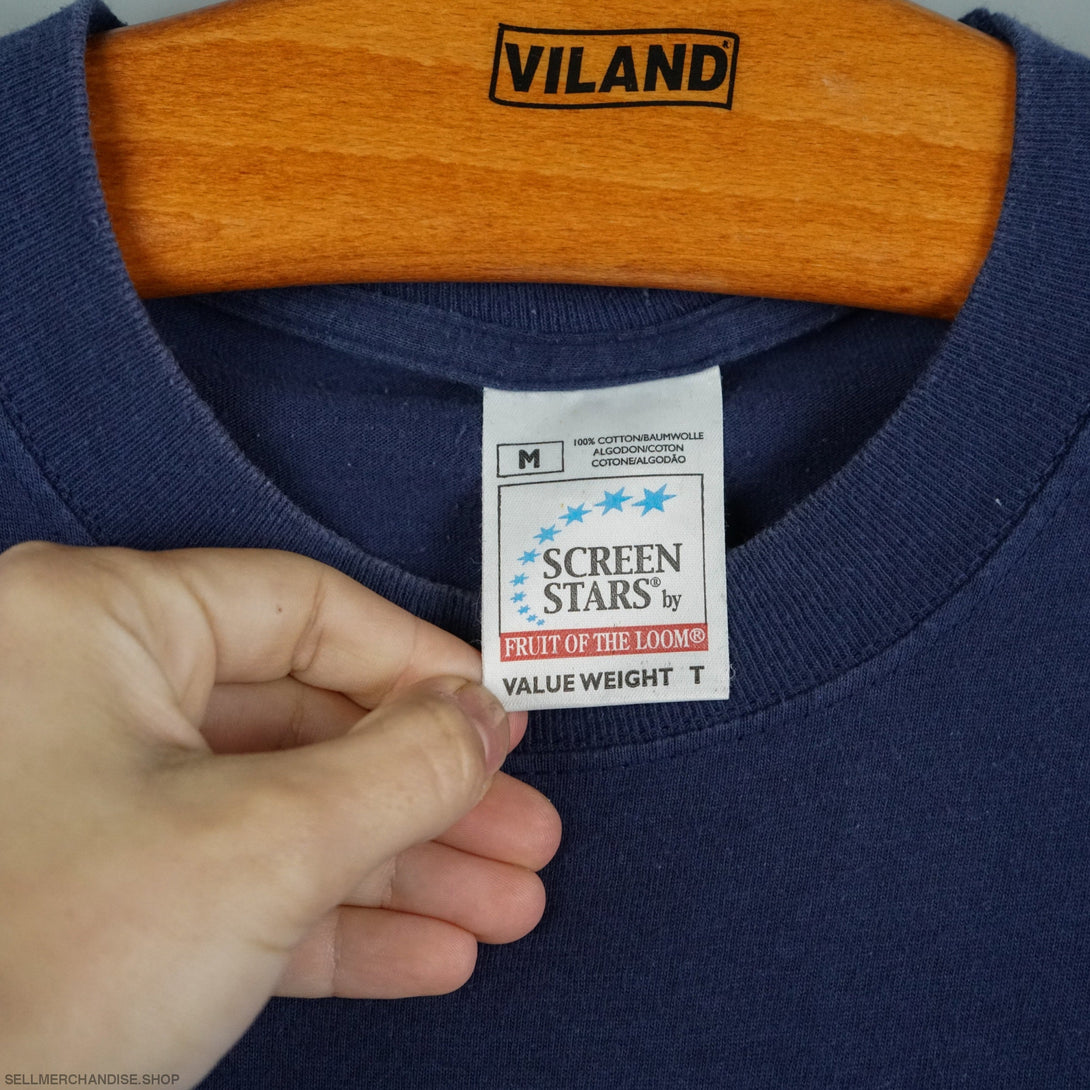 VILAND®
M
100% COTTON/BAUMWOLLE
ALGODON/COTON
COTONE/ALGODÃO
SCREEN
STARS® by
FRUIT OF THE LOOM®
VALUE WEIGHT T
SELLMERCHANDISE.SHOP